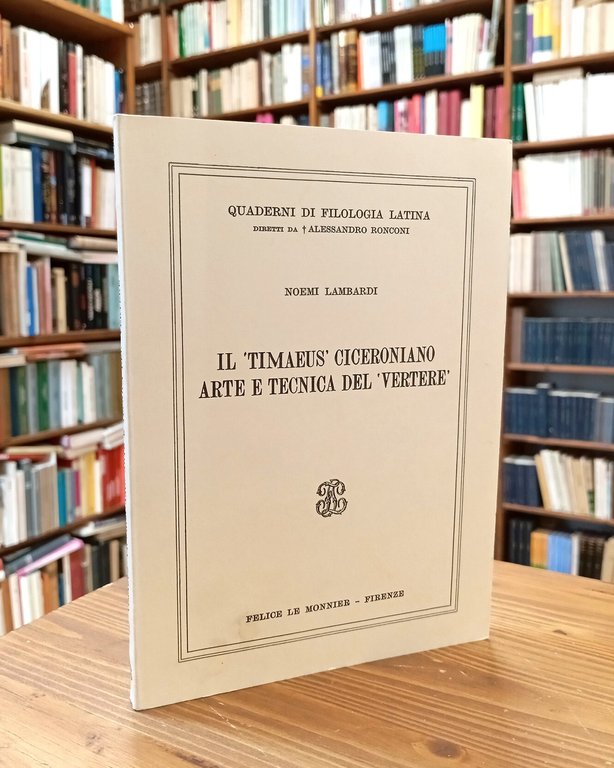 QUADERNI DI FILOLOGIA LATINA
DIRETTI DA † ALESSANDRO RONCONI
NOEMI LAMBARDI
IL 'TIMAEUS' CICERONIANO
ARTE E TECNICA DEL 'VERTERE'
FELICE LE MONNIER – FIRENZE